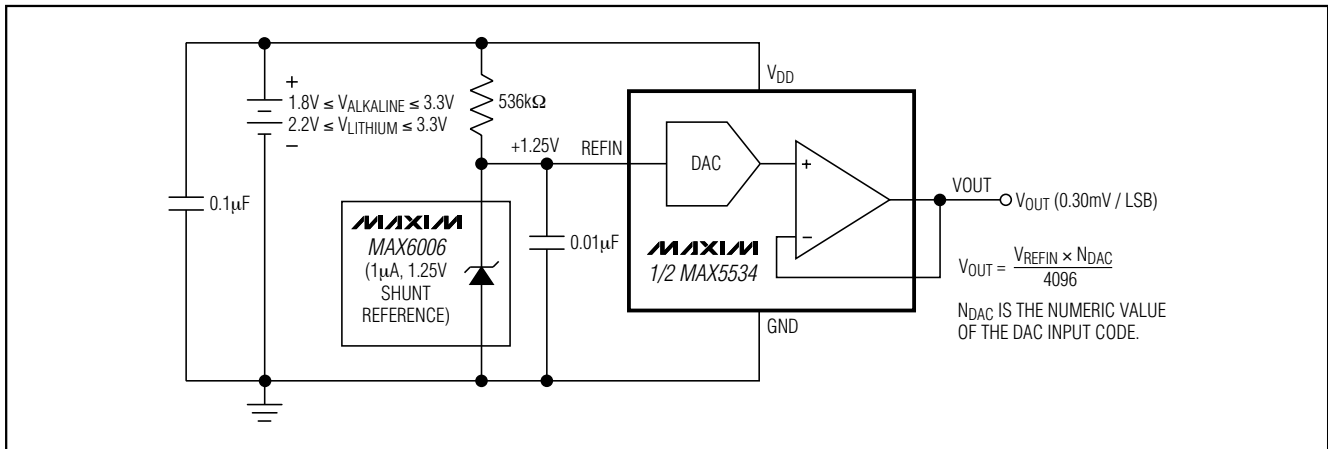 VDD
+
1.8V ≤ VALKALINE ≤ 3.3V
2.2V ≤ VLITHIUM ≤ 3.3V
−
536kΩ
+1.25V
REFIN
DAC
+
−
VOUT
VOUT (0.30mV / LSB)
0.1µF
MAXIM
MAX6006
(1µA, 1.25V
SHUNT
REFERENCE)
0.01µF
MAXIM
1/2 MAX5534
VOUT = VREFIN × NDAC
4096
NDAC IS THE NUMERIC VALUE
OF THE DAC INPUT CODE.
GND